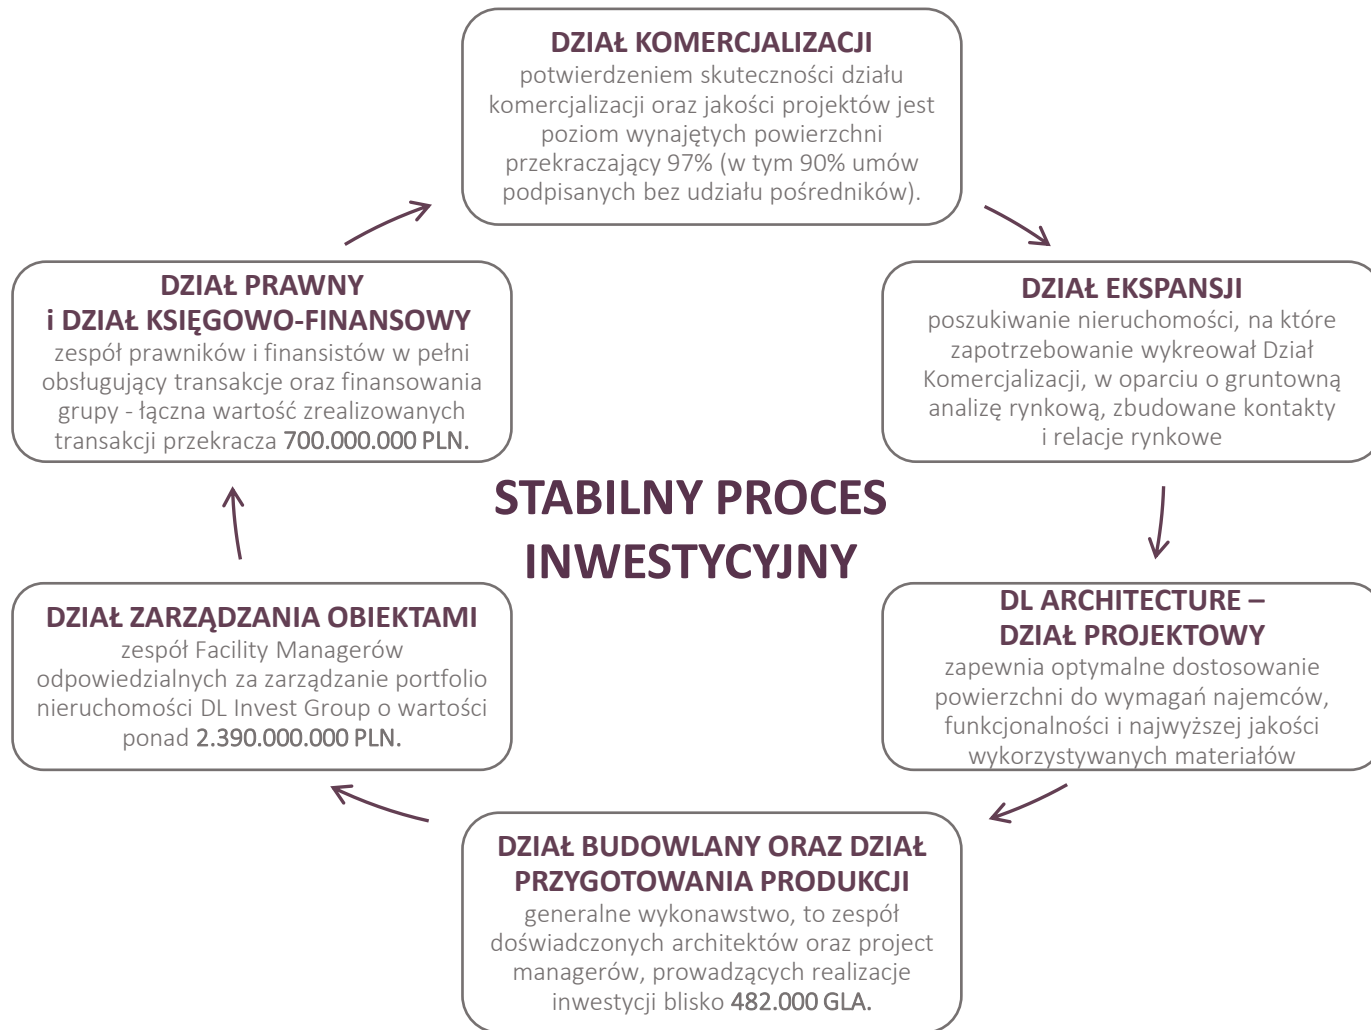 DZIAŁ KOMERCJALIZACJI
potwierdzeniem skuteczności działu
komercjalizacji oraz jakości projektów jest
poziom wynajętych powierzchni
przekraczający 97% (w tym 90% umów
podpisanych bez udziału pośredników).
DZIAŁ EKSPANSJI
poszukiwanie nieruchomości, na które
zapotrzebowanie wykreował Dział
Komercjalizacji, w oparciu o gruntowną
analizę rynkową, zbudowane kontakty
i relacje rynkowe
DL ARCHITECTURE –
DZIAŁ PROJEKTOWY
zapewnia optymalne dostosowanie
powierzchni do wymagań najemców,
funkcjonalności i najwyższej jakości
wykorzystywanych materiałów
DZIAŁ BUDOWLANY ORAZ DZIAŁ
PRZYGOTOWANIA PRODUKCJI
generalne wykonawstwo, to zespół
doświadczonych architektów oraz project
managerów, prowadzących realizacje
inwestycji blisko 482.000 GLA.
DZIAŁ ZARZĄDZANIA OBIEKTAMI
zespół Facility Managerów
odpowiedzialnych za zarządzanie portfolio
nieruchomości DL Invest Group o wartości
ponad 2.390.000.000 PLN.
DZIAŁ PRAWNY
i DZIAŁ KSIĘGOWO-FINANSOWY
zespół prawników i finansistów w pełni
obsługujący transakcje oraz finansowania
grupy - łączna wartość zrealizowanych
transakcji przekracza 700.000.000 PLN.
STABILNY PROCES
INWESTYCYJNY